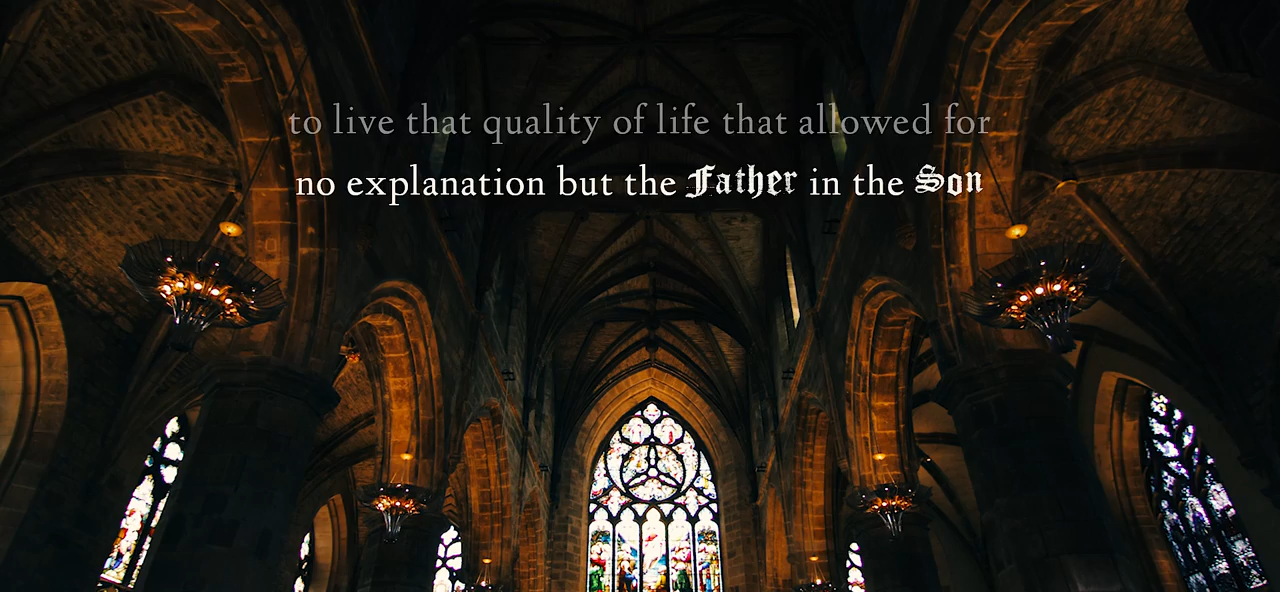 to live that quality of life that allowed for
no explanation but the Father in the Son